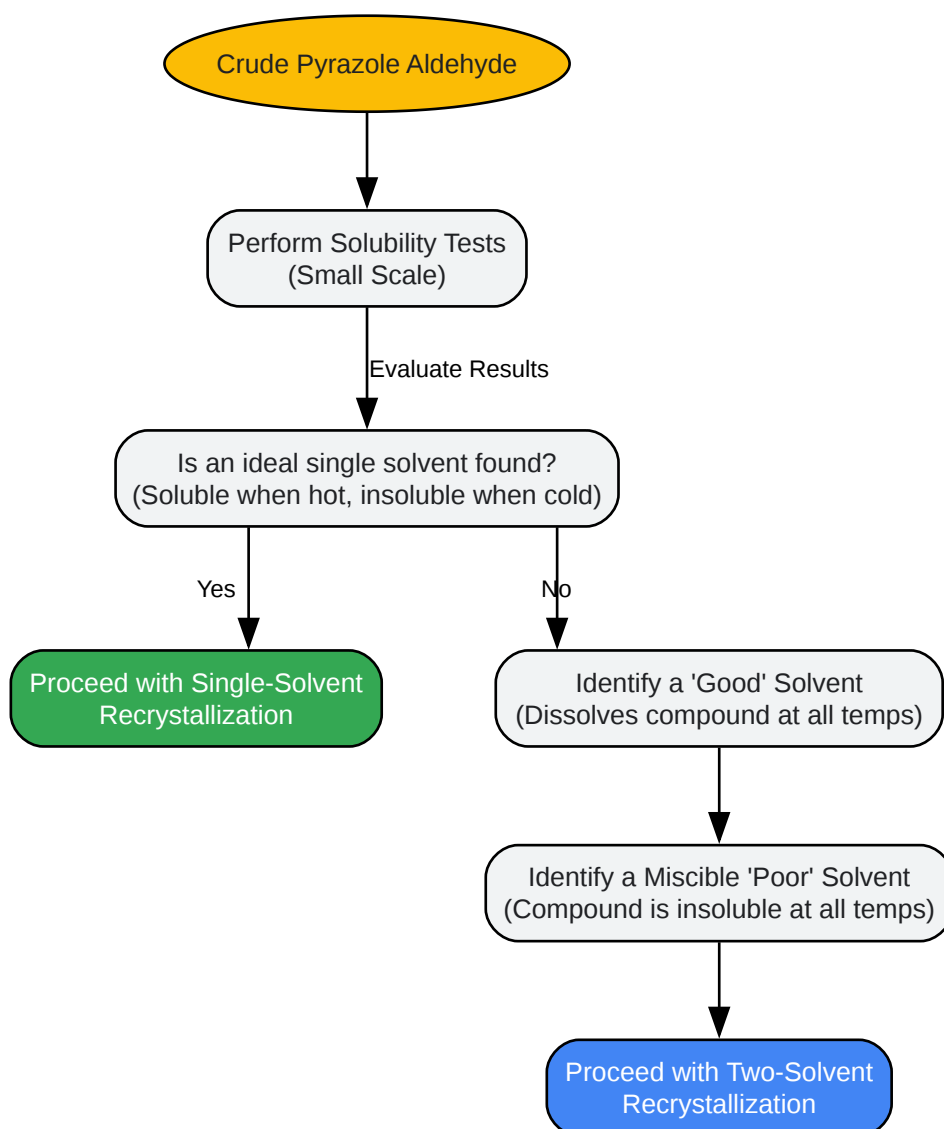 Crude Pyrazole Aldehyde
Perform Solubility Tests
(Small Scale)
Evaluate Results
Is an ideal single solvent found?
(Soluble when hot, insoluble when cold)
Yes
No
Proceed with Single-Solvent
Recrystallization
Identify a 'Good' Solvent
(Dissolves compound at all temps)
Identify a Miscible 'Poor' Solvent
(Compound is insoluble at all temps)
Proceed with Two-Solvent
Recrystallization